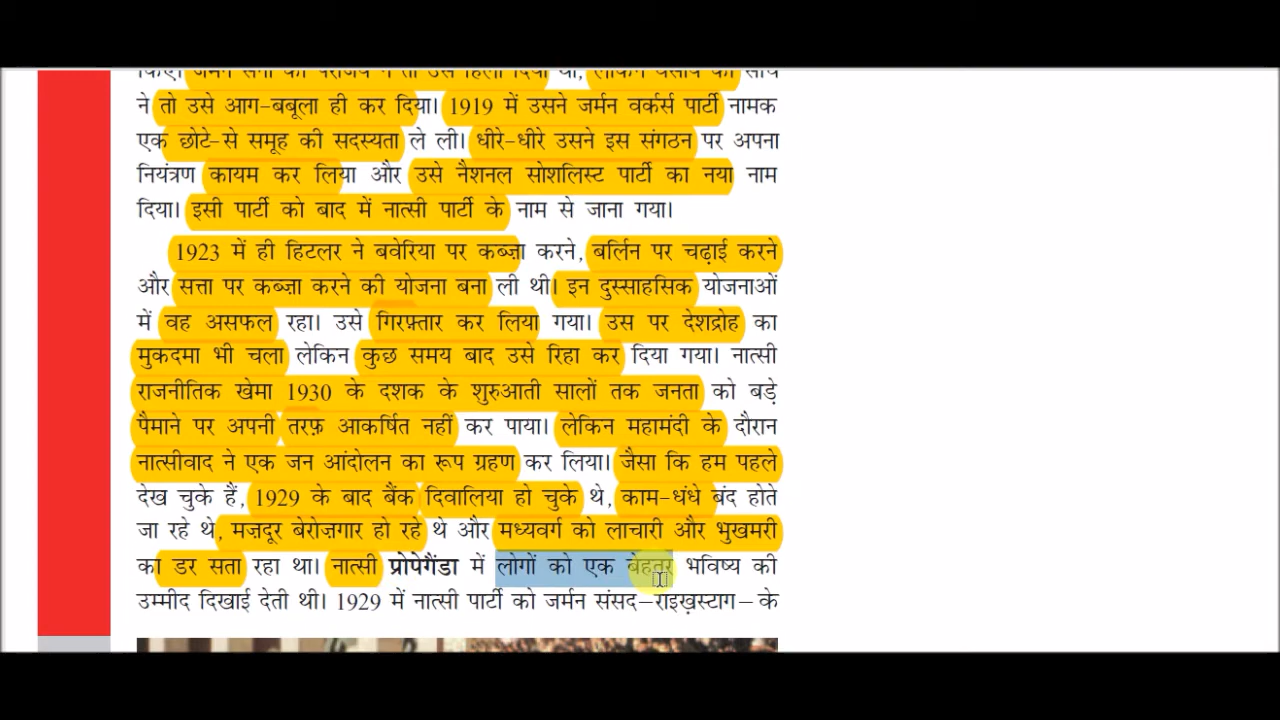 ने तो उसे आग-बबूला ही कर दिया। 1919 में उसने जर्मन वर्कर्स पार्टी नामक
एक छोटे-से समूह की सदस्यता ले ली। धीरे-धीरे उसने इस संगठन पर अपना
नियंत्रण कायम कर लिया और उसे नैशनल सोशलिस्ट पार्टी का नया नाम
दिया। इसी पार्टी को बाद में नात्सी पार्टी के नाम से जाना गया।
1923 में ही हिटलर ने बवेरिया पर कब्ज़ा करने, बर्लिन पर चढ़ाई करने
और सत्ता पर कब्ज़ा करने की योजना बना ली थी। इन दुस्साहसिक योजनाओं
में वह असफल रहा। उसे गिरफ़्तार कर लिया गया। उस पर देशद्रोह का
मुकदमा भी चला लेकिन कुछ समय बाद उसे रिहा कर दिया गया। नात्सी
राजनीतिक खेमा 1930 के दशक के शुरुआती सालों तक जनता को बड़े
पैमाने पर अपनी तरफ़ आकर्षित नहीं कर पाया। लेकिन महामंदी के दौरान
नात्सीवाद ने एक जन आंदोलन का रूप ग्रहण कर लिया। जैसा कि हम पहले
देख चुके हैं, 1929 के बाद बैंक दिवालिया हो चुके थे, काम-धंधे बंद होते
जा रहे थे, मज़दूर बेरोज़गार हो रहे थे और मध्यवर्ग को लाचारी और भुखमरी
का डर सता रहा था। नात्सी प्रोपेगैंडा में लोगों को एक बेहतर भविष्य की
उम्मीद दिखाई देती थी। 1929 में नात्सी पार्टी को जर्मन संसद–राइख़स्टाग–के